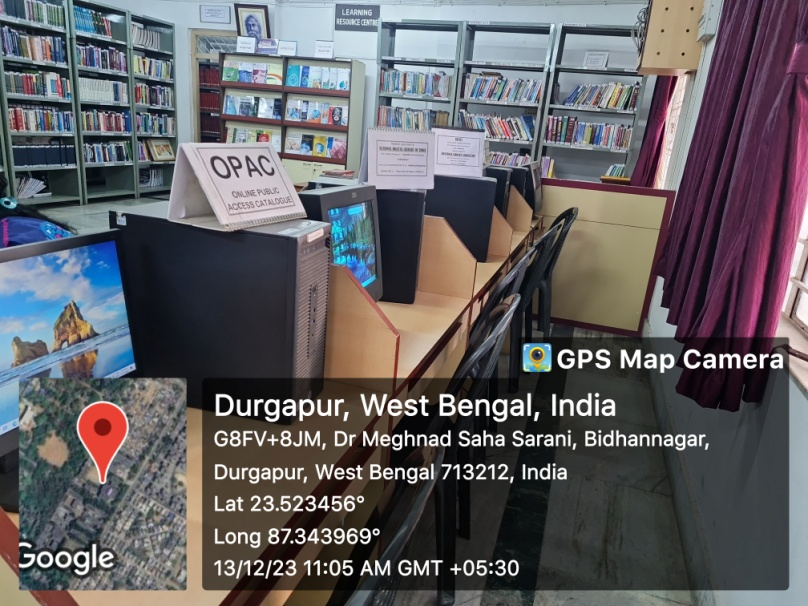 LEARNING
RESOURCE CENTRE
OPAC
ONLINE PUBLIC
ACCESS CATALOGUE
GPS Map Camera
Durgapur, West Bengal, India
G8FV+8JM, Dr Meghnad Saha Sarani, Bidhannagar,
Durgapur, West Bengal 713212, India
Lat 23.523456°
Long 87.343969°
13/12/23 11:05 AM GMT +05:30
Google